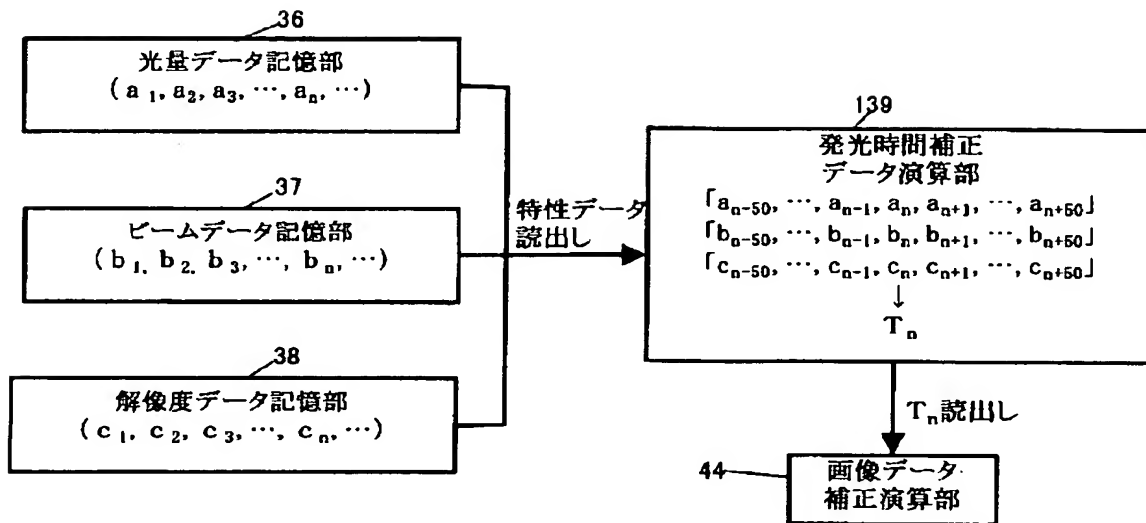 36
光量データ記憶部
(a1, a2, a3, …, an, …)
37
ビームデータ記憶部
(b1. b2. b3, …, bn, …)
38
解像度データ記憶部
(c1, c2, c3, …, cn, …)
特性データ
読出し
139
発光時間補正
データ演算部
「an-50, …, an-1, an, an+1, …, an+50」
「bn-50, …, bn-1, bn, bn+1, …, bn+50」
「cn-50, …, cn-1, cn, cn+1, …, cn+50」
↓
Tn
Tn読出し
44
画像データ
補正演算部